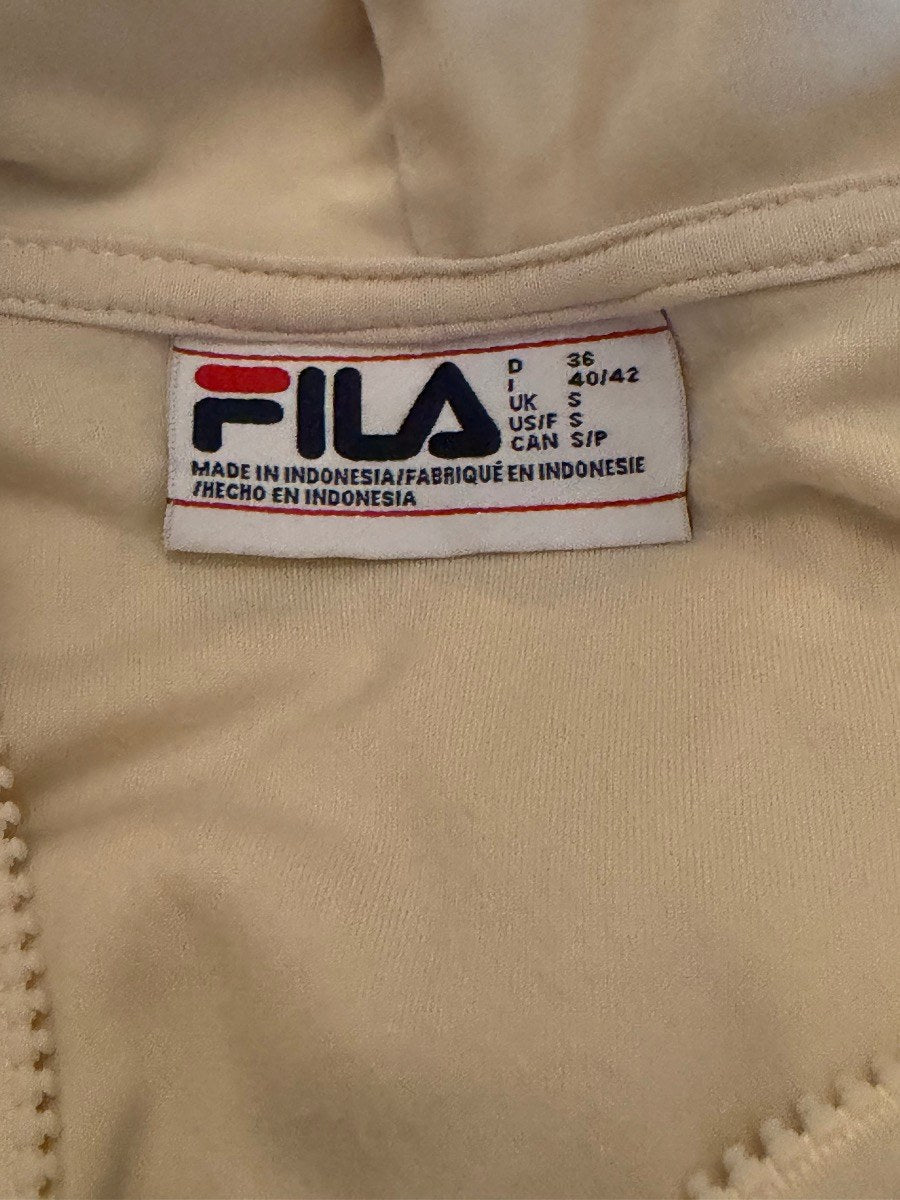 FILA
D 36
I 40/42
UK S
US/F S
CAN S/P
MADE IN INDONESIA/FABRIQUÉ EN INDONESIE
/HECHO EN INDONESIA